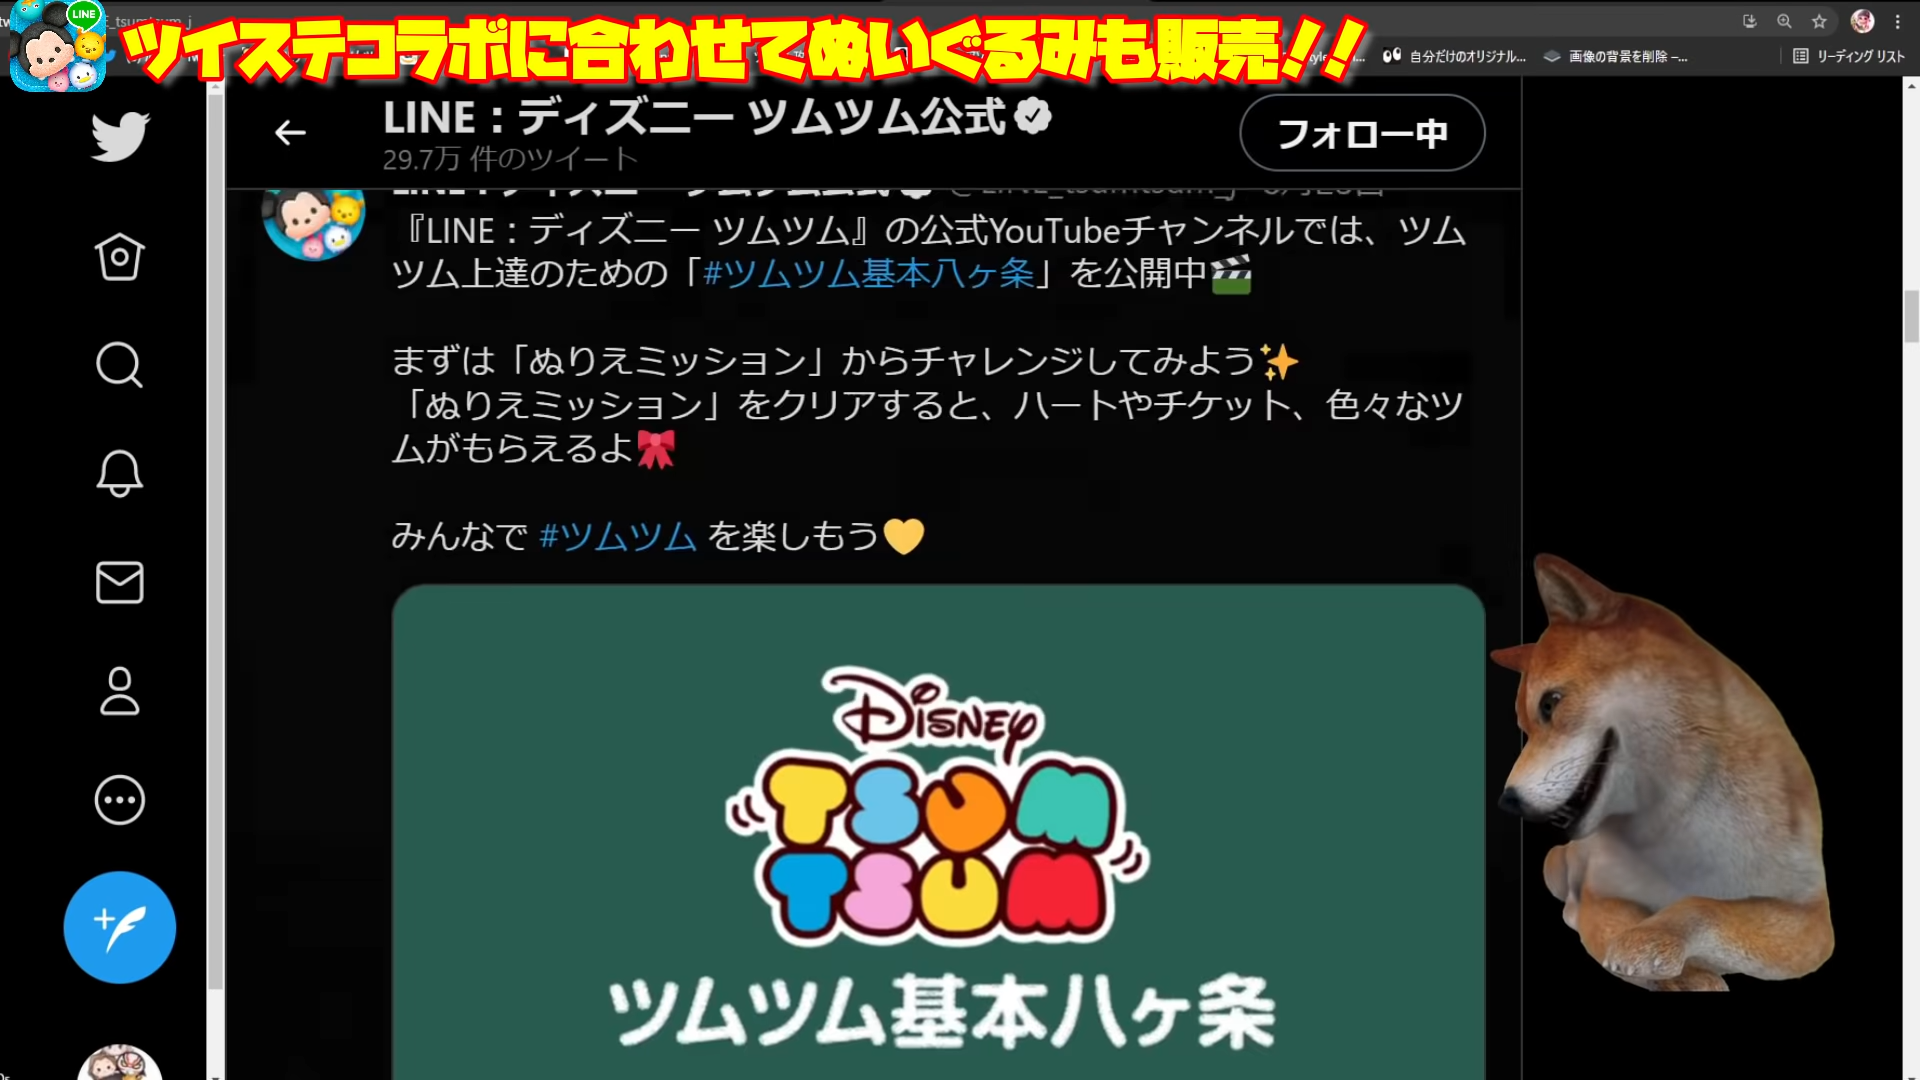 ツイステコラボに合わせてぬいぐるみも販売!!
LINE
自分だけのオリジナル...
画像の背景を削除 –...
リーディング リスト
LINE：ディズニー ツムツム公式
29.7万 件のツイート
フォロー中
『LINE：ディズニー ツムツム』の公式YouTubeチャンネルでは、ツム
ツム上達のための「#ツムツム基本八ヶ条」を公開中
まずは「ぬりえミッション」からチャレンジしてみよう
「ぬりえミッション」をクリアすると、ハートやチケット、色々なツ
ムがもらえるよ
みんなで #ツムツム を楽しもう
DISNEY
TSUM
TSUM
ツムツム基本八ヶ条